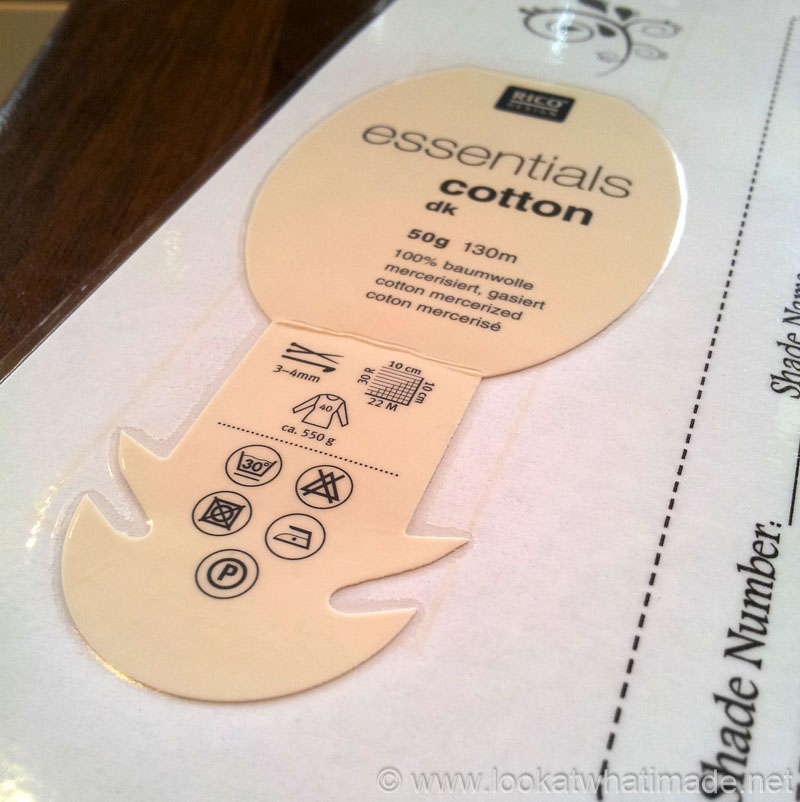 RICO
DESIGN
essentials
cotton
dk
50g 130m
100% baumwolle
mercerisiert, gasiert
cotton mercerized
coton mercerisé
3–4mm
10 cm
30 R
10 cm
22 M
40
ca. 550 g
30°
P
Shade Name
Shade Number:
© www.lookatwhatimade.net